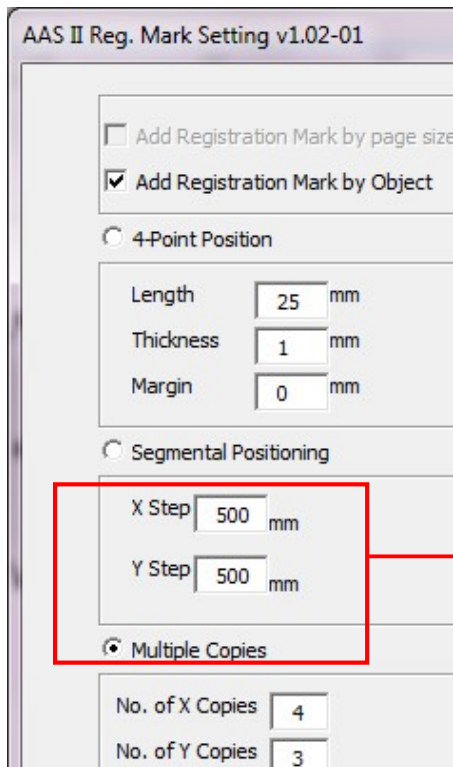 AAS II Reg. Mark Setting v1.02-01
Add Registration Mark by page size
Add Registration Mark by Object
4-Point Position
Length 25 mm
Thickness 1 mm
Margin 0 mm
Segmental Positioning
X Step 500 mm
Y Step 500 mm
Multiple Copies
No. of X Copies 4
No. of Y Copies 3